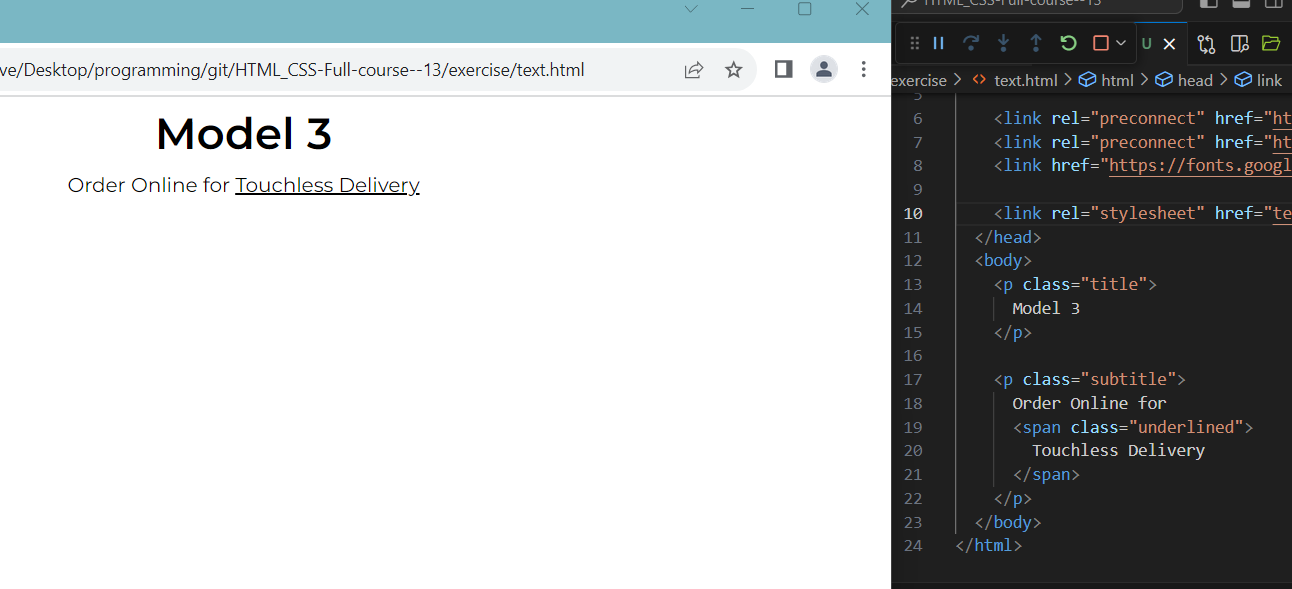 ve/Desktop/programming/git/HTML_CSS-Full-course--13/exercise/text.html
Model 3
Order Online for Touchless Delivery
HTML_CSS-Full-course--13
U
exercise > <> text.html > html > head > link
5
6 <link rel="preconnect" href="ht
7 <link rel="preconnect" href="ht
8 <link href="https://fonts.googl
9
10 <link rel="stylesheet" href="te
11 </head>
12 <body>
13 <p class="title">
14 Model 3
15 </p>
16
17 <p class="subtitle">
18 Order Online for
19 <span class="underlined">
20 Touchless Delivery
21 </span>
22 </p>
23 </body>
24 </html>